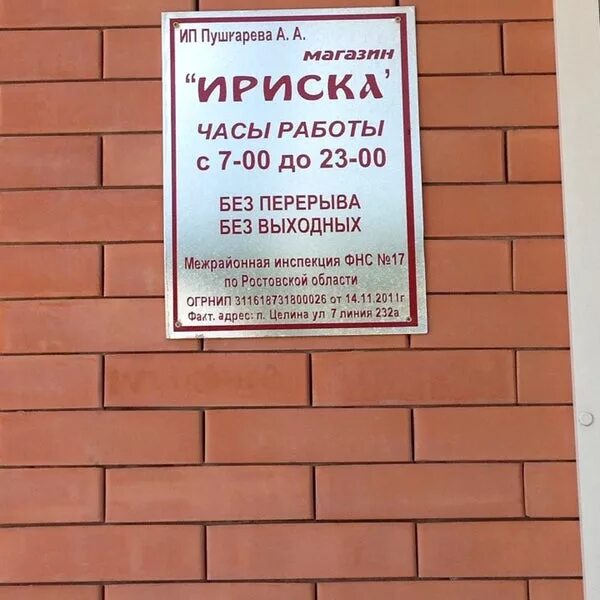 ИП Пушкарева А. А.
магазин
"ИРИСКА"
ЧАСЫ РАБОТЫ
с 7-00 до 23-00
БЕЗ ПЕРЕРЫВА
БЕЗ ВЫХОДНЫХ
Межрайонная инспекция ФНС №17
по Ростовской области
ОГРНИП 311618731800026 от 14.11.2011г
Факт. адрес: п. Целина ул 7 линия 232а